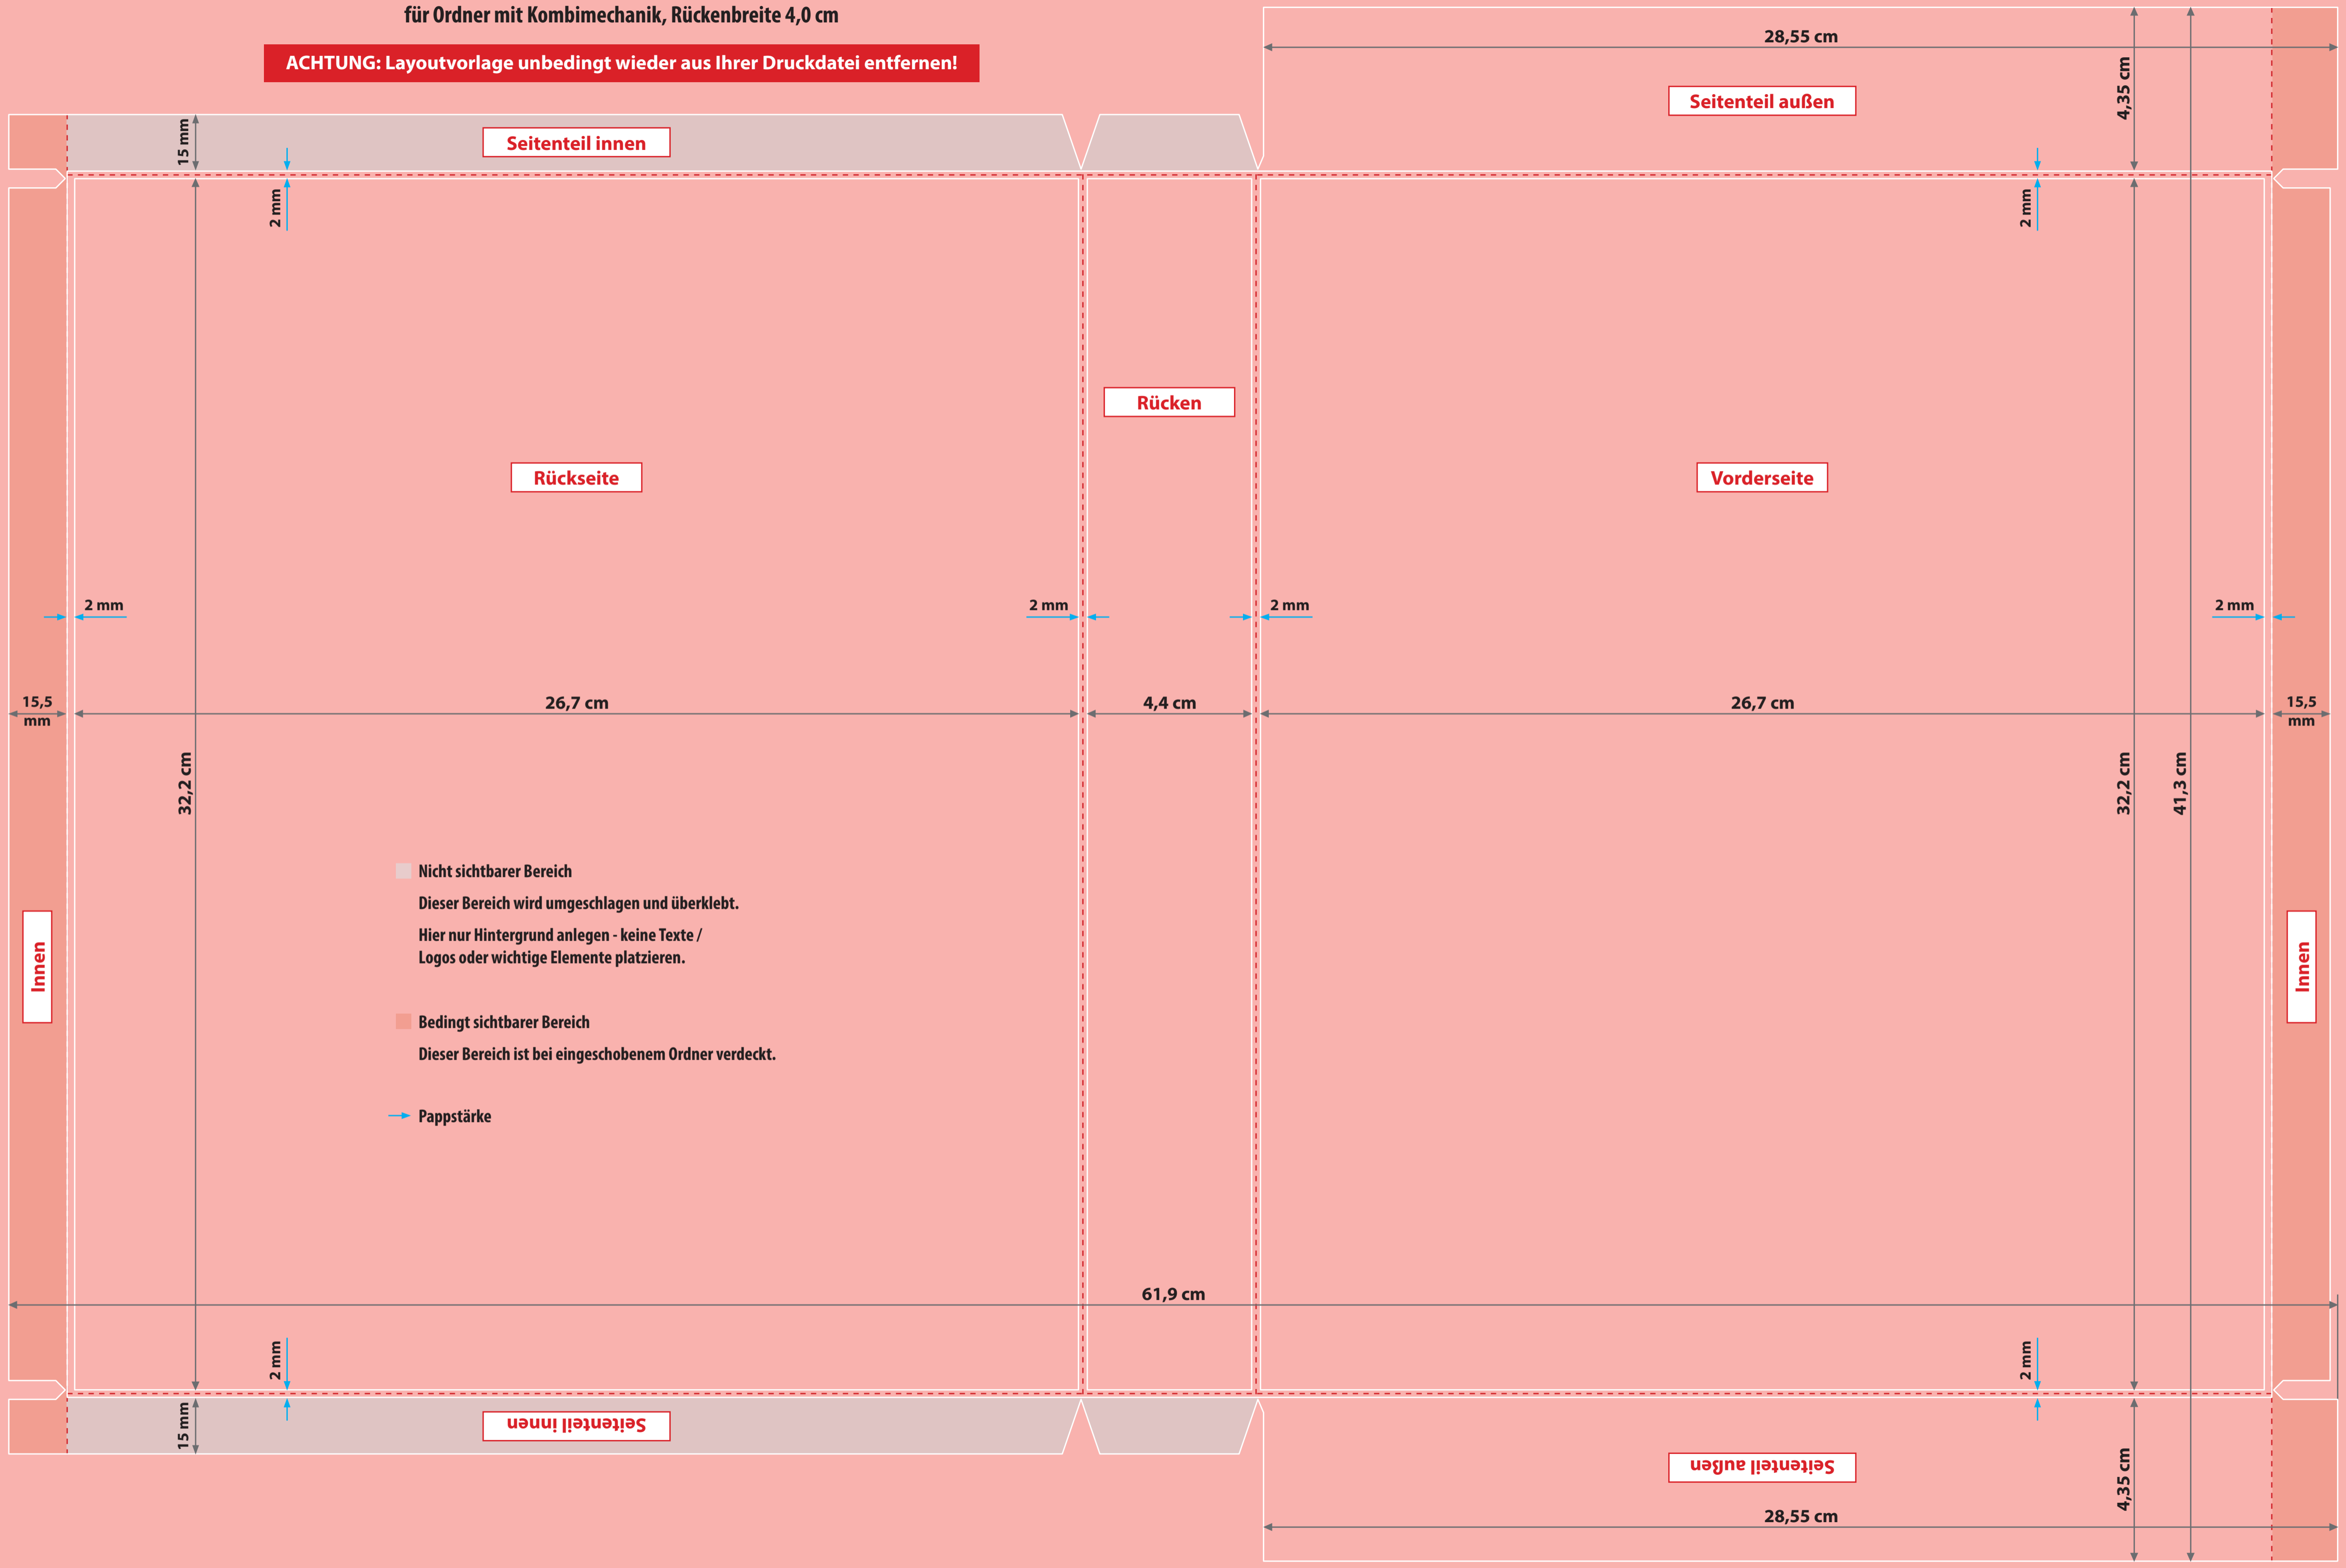 für Ordner mit Kombimechanik, Rückenbreite 4,0 cm
ACHTUNG: Layoutvorlage unbedingt wieder aus Ihrer Druckdatei entfernen!
28,55 cm
4,35 cm
Seitenteil außen
15 mm
Seitenteil innen
2 mm
2 mm
Rücken
Rückseite
Vorderseite
2 mm
2 mm
2 mm
2 mm
15,5
mm
26,7 cm
4,4 cm
26,7 cm
15,5
mm
32,2 cm
32,2 cm
41,3 cm
Nicht sichtbarer Bereich
Dieser Bereich wird umgeschlagen und überklebt.
Hier nur Hintergrund anlegen - keine Texte /
Logos oder wichtige Elemente platzieren.
Innen
Innen
Bedingt sichtbarer Bereich
Dieser Bereich ist bei eingeschobenem Ordner verdeckt.
Pappstärke
61,9 cm
2 mm
2 mm
15 mm
Seitenteil innen
Seitenteil außen
4,35 cm
28,55 cm